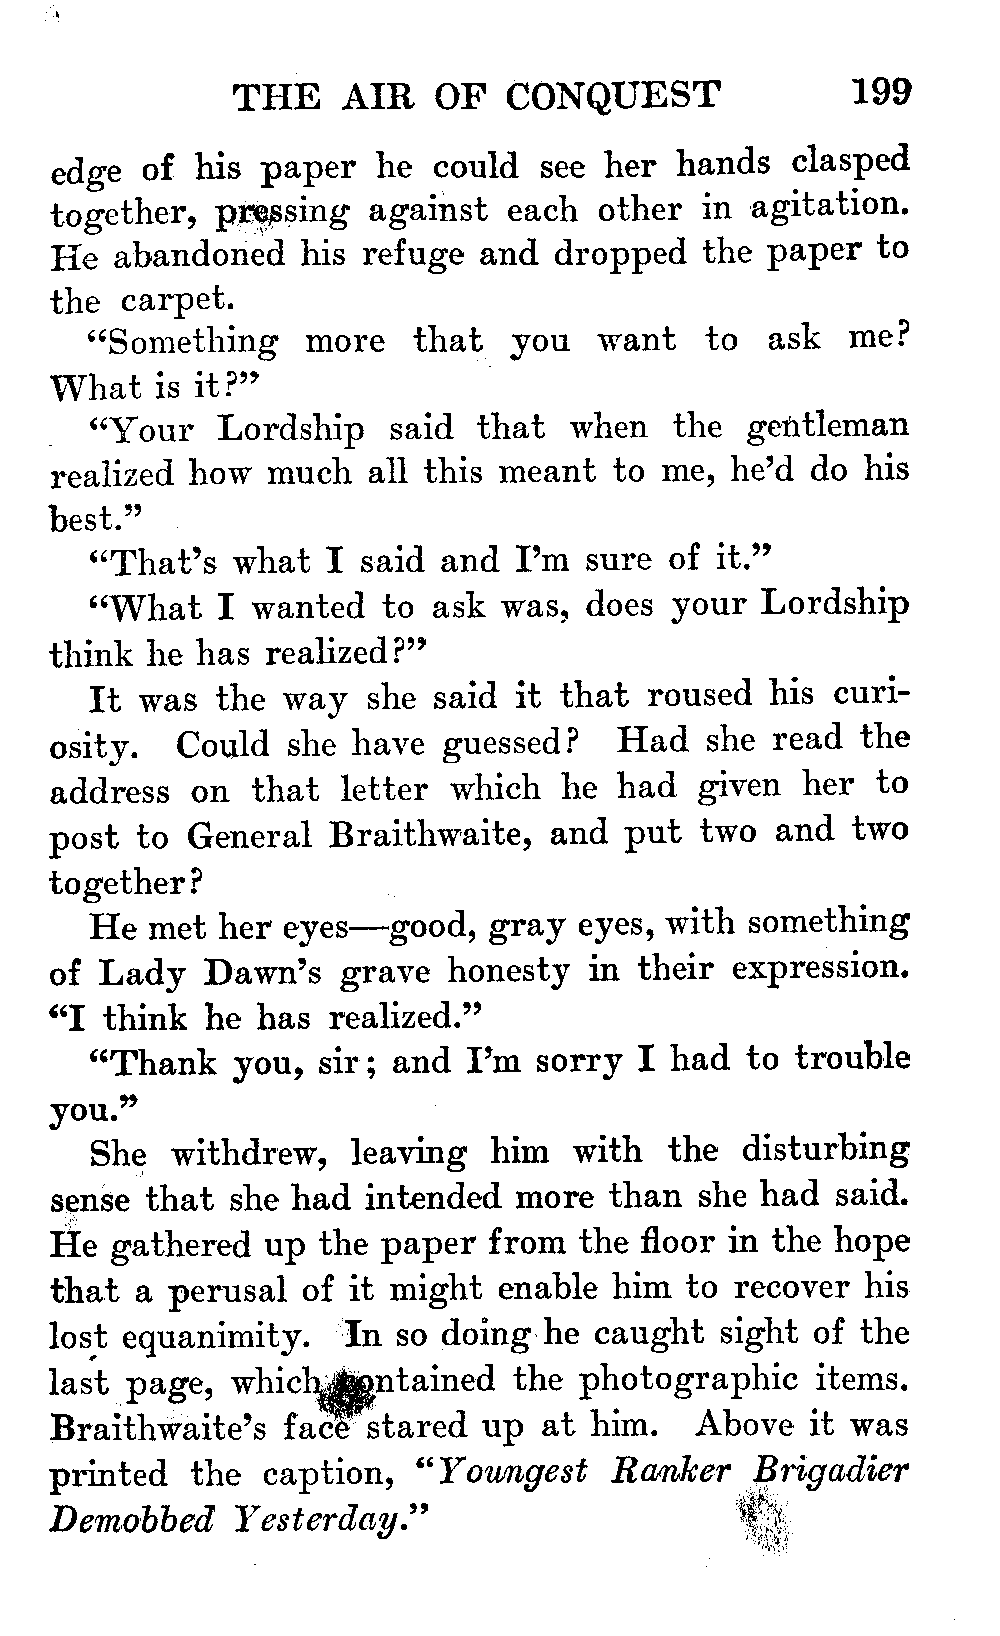 THE AIR OF CONQUEST 199
edge of his paper he could see her hands clasped
together, pressing against each other in agitation.
He abandoned his refuge and dropped the paper to
the carpet.
“Something more that you want to ask me?
What is it?”
“Your Lordship said that when the gentleman
realized how much all this meant to me, he’d do his
best.”
“That’s what I said and I’m sure of it.”
“What I wanted to ask was, does your Lordship
think he has realized?”
It was the way she said it that roused his curi-
osity. Could she have guessed? Had she read the
address on that letter which he had given her to
post to General Braithwaite, and put two and two
together?
He met her eyes—good, gray eyes, with something
of Lady Dawn’s grave honesty in their expression.
“I think he has realized.”
“Thank you, sir; and I’m sorry I had to trouble
you.”
She withdrew, leaving him with the disturbing
sense that she had intended more than she had said.
He gathered up the paper from the floor in the hope
that a perusal of it might enable him to recover his
lost equanimity. In so doing he caught sight of the
last page, which contained the photographic items.
Braithwaite’s face stared up at him. Above it was
printed the caption, “Youngest Ranker Brigadier
Demobbed Yesterday.”